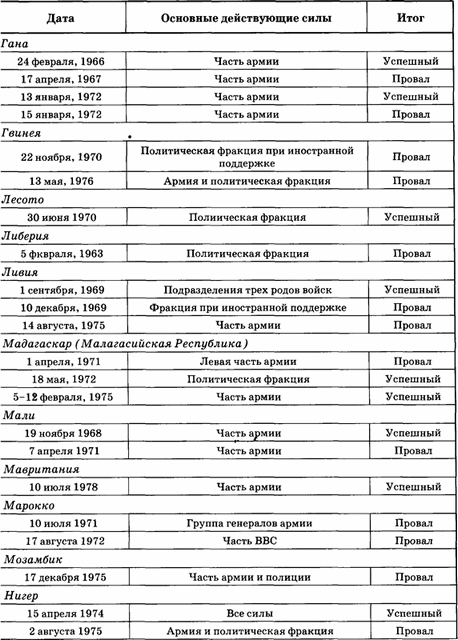 Дата Основные действующие силы Итог
Гана
24 февраля, 1966 Часть армии Успешный
17 апреля, 1967 Часть армии Провал
13 января, 1972 Часть армии Успешный
15 января, 1972 Часть армии Провал
Гвинея
22 ноября, 1970 Политическая фракция при иностранной поддержке Провал
13 мая, 1976 Армия и политическая фракция Провал
Лесото
30 июня 1970 Полиическая фракция Успешный
Либерия
5 фквраля, 1963 Политическая фракция Провал
Ливия
1 сентября, 1969 Подразделения трех родов войск Успешный
10 декабря, 1969 Фракция при иностранной поддержке Провал
14 августа, 1975 Часть армии Провал
Мадагаскар (Малагасийская Республика)
1 апреля, 1971 Левая часть армии Провал
18 мая, 1972 Политическая фракция Успешный
5–12 февраля, 1975 Часть армии Успешный
Мали
19 ноября 1968 Часть армии Успешный
7 апреля 1971 Часть армии Провал
Мавритания
10 июля 1978 Часть армии Успешный
Марокко
10 июля 1971 Группа генералов армии Провал
17 августа 1972 Часть ВВС Провал
Мозамбик
17 декабря 1975 Часть армии и полиции Провал
Нигер
15 апреля 1974 Все силы Успешный
2 августа 1975 Армия и политическая фракция Провал